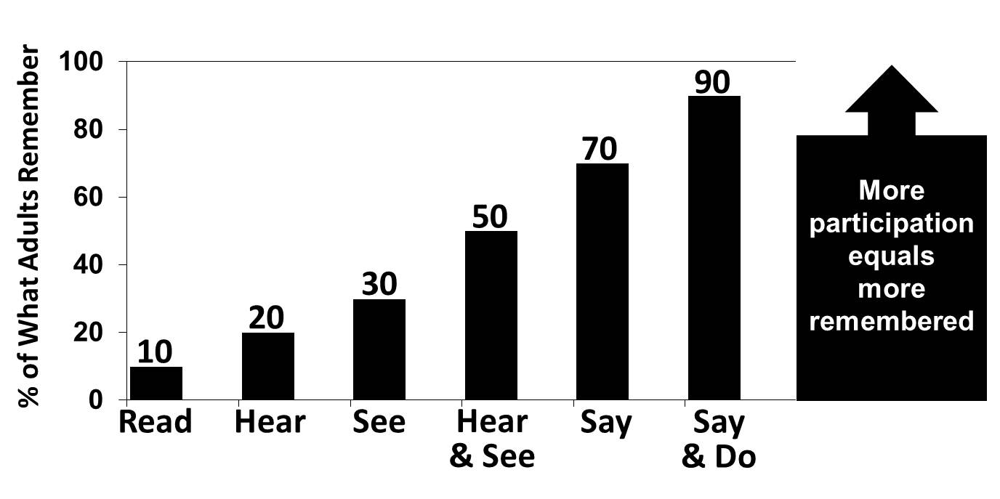 % of What Adults Remember
100
80
60
40
20
0
10
20
30
50
70
90
Read
Hear
See
Hear
& See
Say
Say
& Do
More
participation
equals
more
remembered